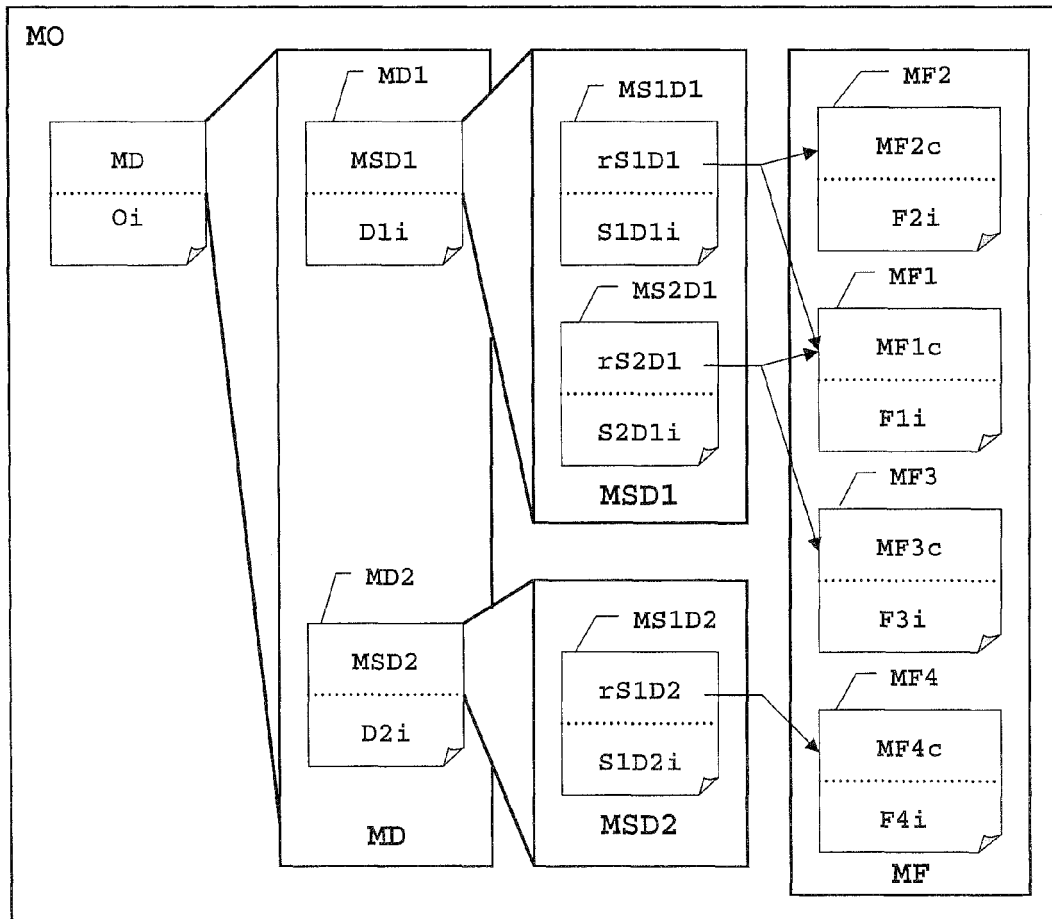 MO
MD
Oi
MD1
MSD1
D1i
MD2
MSD2
D2i
MD
MS1D1
rS1D1
S1D1i
MS2D1
rS2D1
S2D1i
MSD1
MS1D2
rS1D2
S1D2i
MSD2
MF2
MF2c
F2i
MF1
MF1c
F1i
MF3
MF3c
F3i
MF4
MF4c
F4i
MF